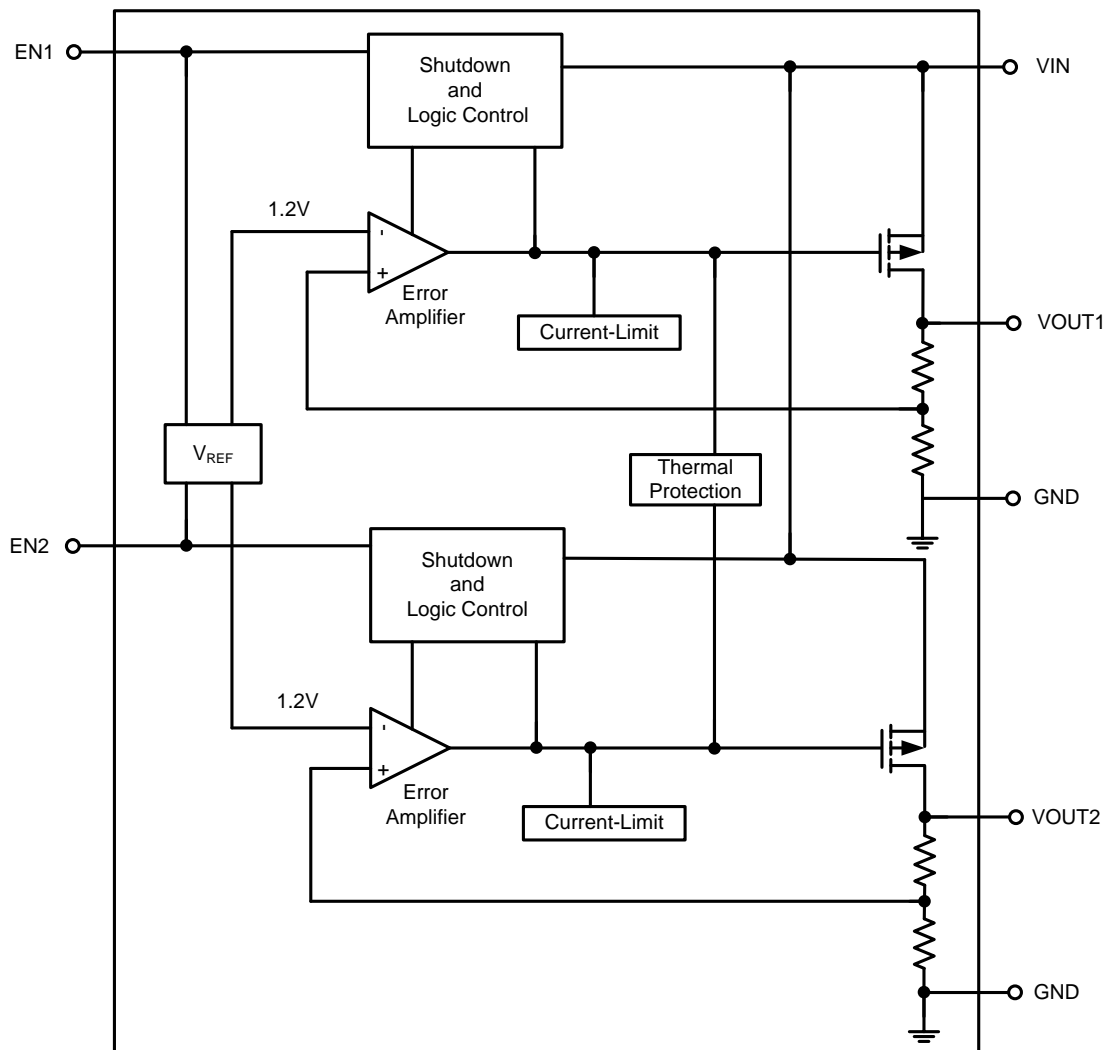 EN1
Shutdown
and
Logic Control
VIN
1.2V
-
+
Error
Amplifier
Current-Limit
VOUT1
VREF
Thermal
Protection
GND
EN2
Shutdown
and
Logic Control
1.2V
-
+
Error
Amplifier
Current-Limit
VOUT2
GND